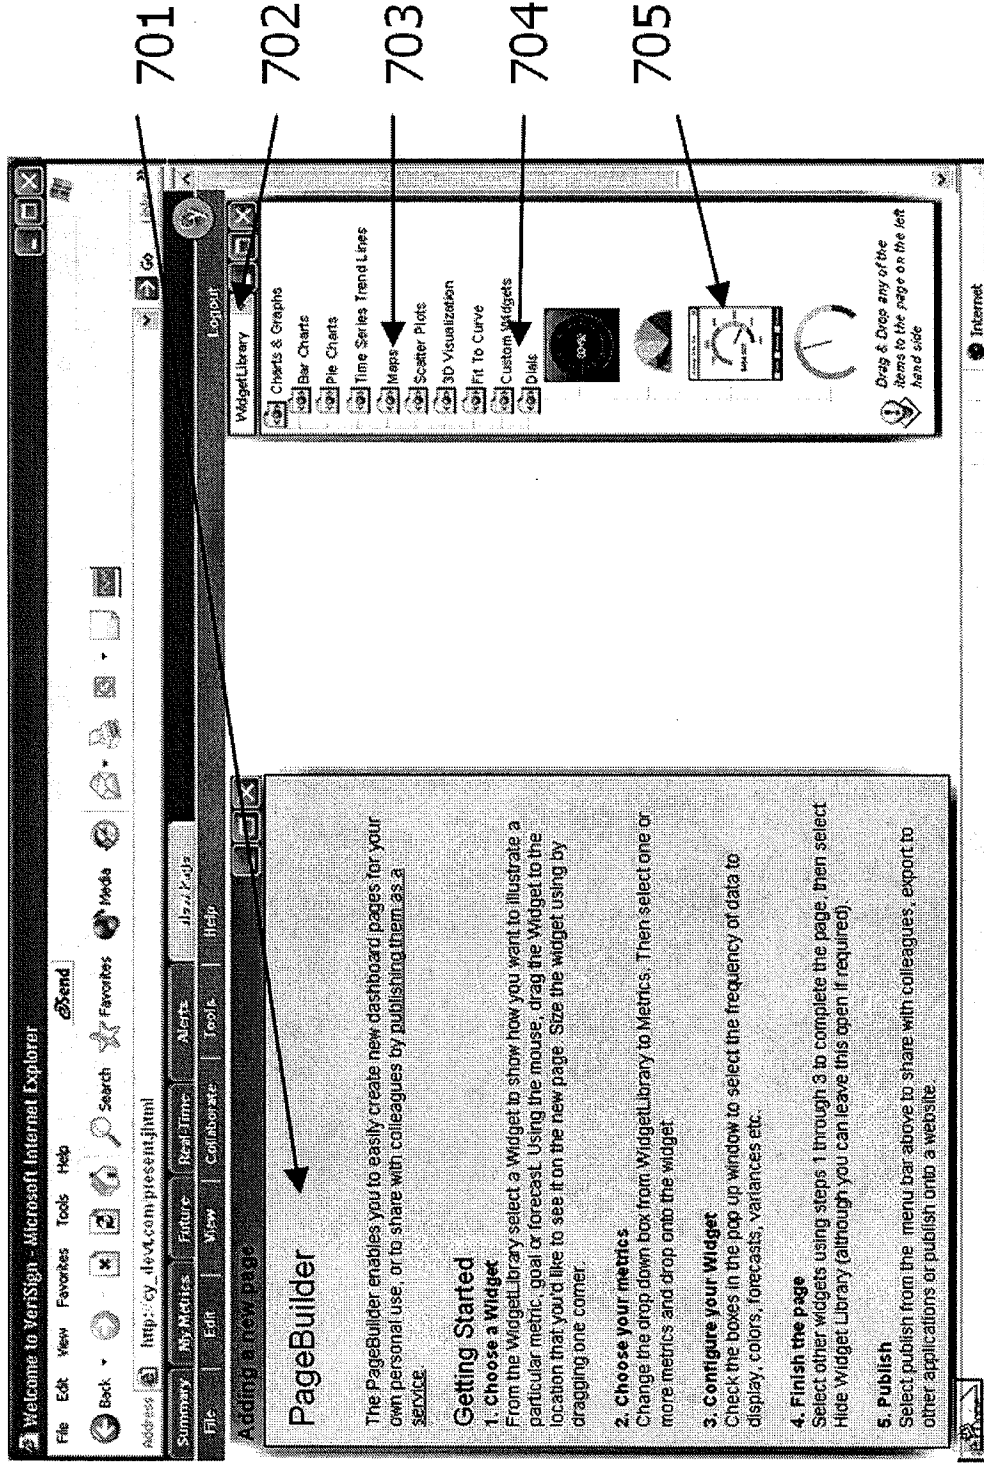 Welcome to VeriSign - Microsoft Internet Explorer
File Edit View Favorites Tools Help
Send
Back Search Favorites Media
Address http://cy_devt.com/present.jhtml Go Links »
Summary My Metrics Future Real Time Alerts New Page
File Edit View Collaborate Tools Help Logout
Adding a new page
PageBuilder
The PageBuilder enables you to easily create new dashboard pages for your
own personal use, or to share with colleagues by publishing them as a
service.
Getting Started
1. Choose a Widget
From the WidgetLibrary select a Widget to show how you want to illustrate a
particular metric, goal or forecast. Using the mouse, drag the Widget to the
location that you'd like to see it on the new page. Size the widget using by
dragging one corner.
2. Choose your metrics
Change the drop down box from WidgetLibrary to Metrics. Then select one or
more metrics and drop onto the widget.
3. Configure your Widget
Check the boxes in the pop up window to select the frequency of data to
display, colors, forecasts, variances etc.
4. Finish the page
Select other widgets using steps 1 through 3 to complete the page, then select
Hide Widget Library (although you can leave this open if required).
5. Publish
Select publish from the menu bar above to share with colleagues, export to
other applications or publish onto a website.
WidgetLibrary
Charts & Graphs
Bar Charts
Pie Charts
Time Series Trend Lines
Maps
Scatter Plots
3D Visualization
Fit To Curve
Custom Widgets
Dials
Drag & Drop any of the
items to the page on the left
hand side
Internet
701
702
703
704
705